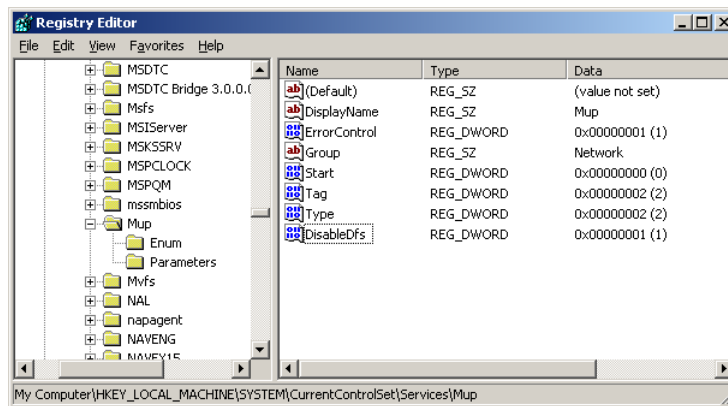 Registry Editor
File Edit View Favorites Help
MSDTC
MSDTC Bridge 3.0.0.
Msfs
MSIServer
MSKSSRV
MSPCLOCK
MSPQM
mssmbios
Mup
Enum
Parameters
Mvfs
NAL
napagent
NAVENG
NAVEX15
Name Type Data
(Default) REG_SZ (value not set)
DisplayName REG_SZ Mup
ErrorControl REG_DWORD 0x00000001 (1)
Group REG_SZ Network
Start REG_DWORD 0x00000000 (0)
Tag REG_DWORD 0x00000002 (2)
Type REG_DWORD 0x00000002 (2)
DisableDfs REG_DWORD 0x00000001 (1)
My Computer\HKEY_LOCAL_MACHINE\SYSTEM\CurrentControlSet\Services\Mup